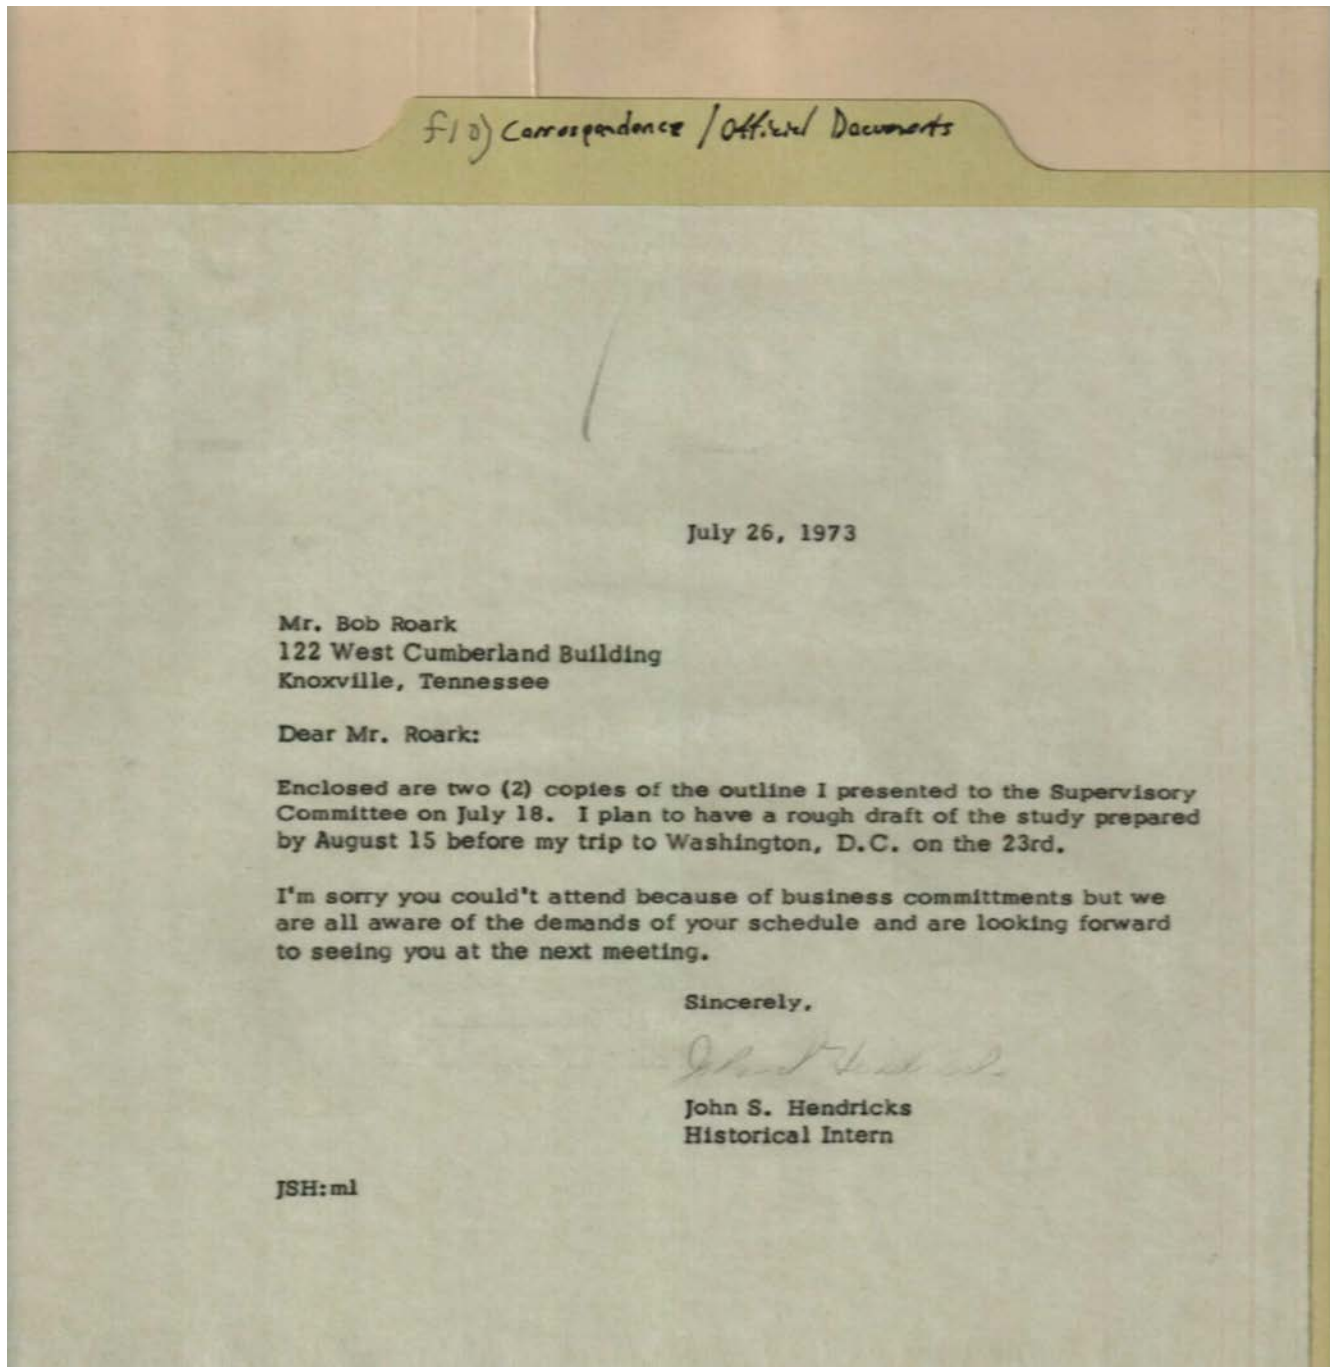 f10) Correspondence / Official Documents
July 26, 1973
Mr. Bob Roark
122 West Cumberland Building
Knoxville, Tennessee
Dear Mr. Roark:
Enclosed are two (2) copies of the outline I presented to the Supervisory
Committee on July 18. I plan to have a rough draft of the study prepared
by August 15 before my trip to Washington, D.C. on the 23rd.
I'm sorry you could't attend because of business committments but we
are all aware of the demands of your schedule and are looking forward
to seeing you at the next meeting.
Sincerely,
John S. Hendricks
Historical Intern
JSH:ml